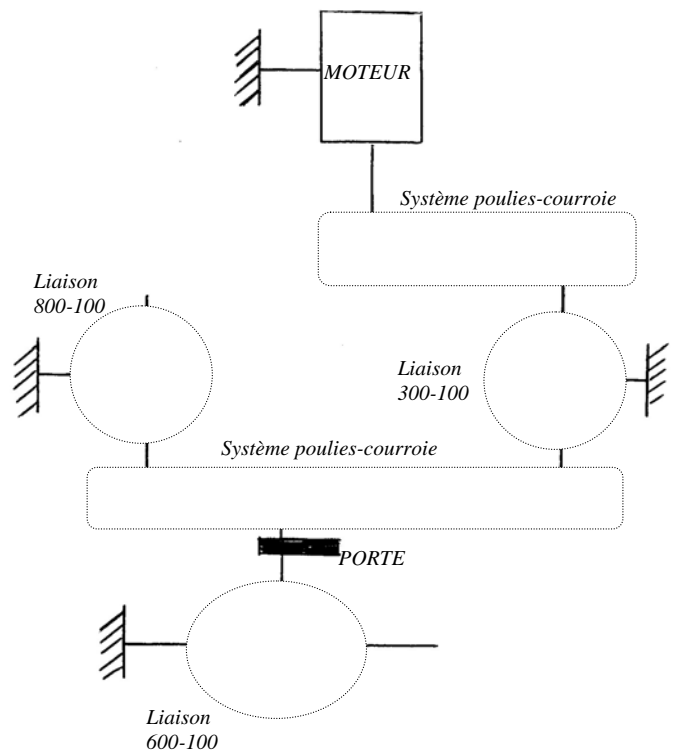 MOTEUR
Système poulies-courroie
Liaison
800-100
Liaison
300-100
Système poulies-courroie
PORTE
Liaison
600-100